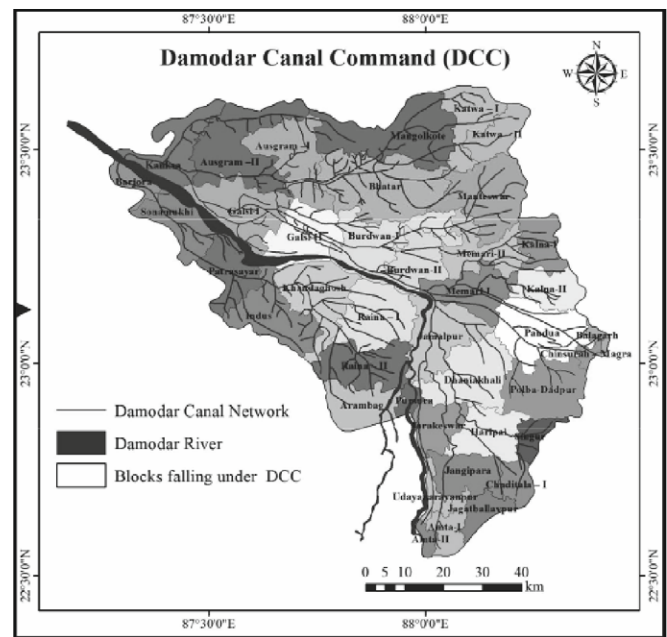 87°30'0"E 88°0'0"E
Damodar Canal Command (DCC)
N
W E
S
23°30'0"N 23°30'0"N
Katwa - I
Katwa - II
Mangolkote
Ausgram - I
Ausgram -II
Kanksa
Barjora
Bhatar
Manteswar
Sonamukhi
Galsi-I
Galsi-II
Burdwan-I
Burdwan-II
Memari-II
Kalna-I
Patrasayar
Khandaghosh
Memari-I
Kalna-II
Indus
Raina - I
Jamalpur
Pandua
Balagarh
Chinsurah - Magra
23°0'0"N 23°0'0"N
Raina - II
Dhaniakhali
Polba-Dadpur
Arambag
Pursura
Tarakeswar
Haripal
Singur
Jangipara
Chanditala - I
Udaynarayanpur
Jagatballavpur
Amta-I
Amta-II
Damodar Canal Network
Damodar River
Blocks falling under DCC
0 5 10 20 30 40
km
22°30'0"N 22°30'0"N
87°30'0"E 88°0'0"E